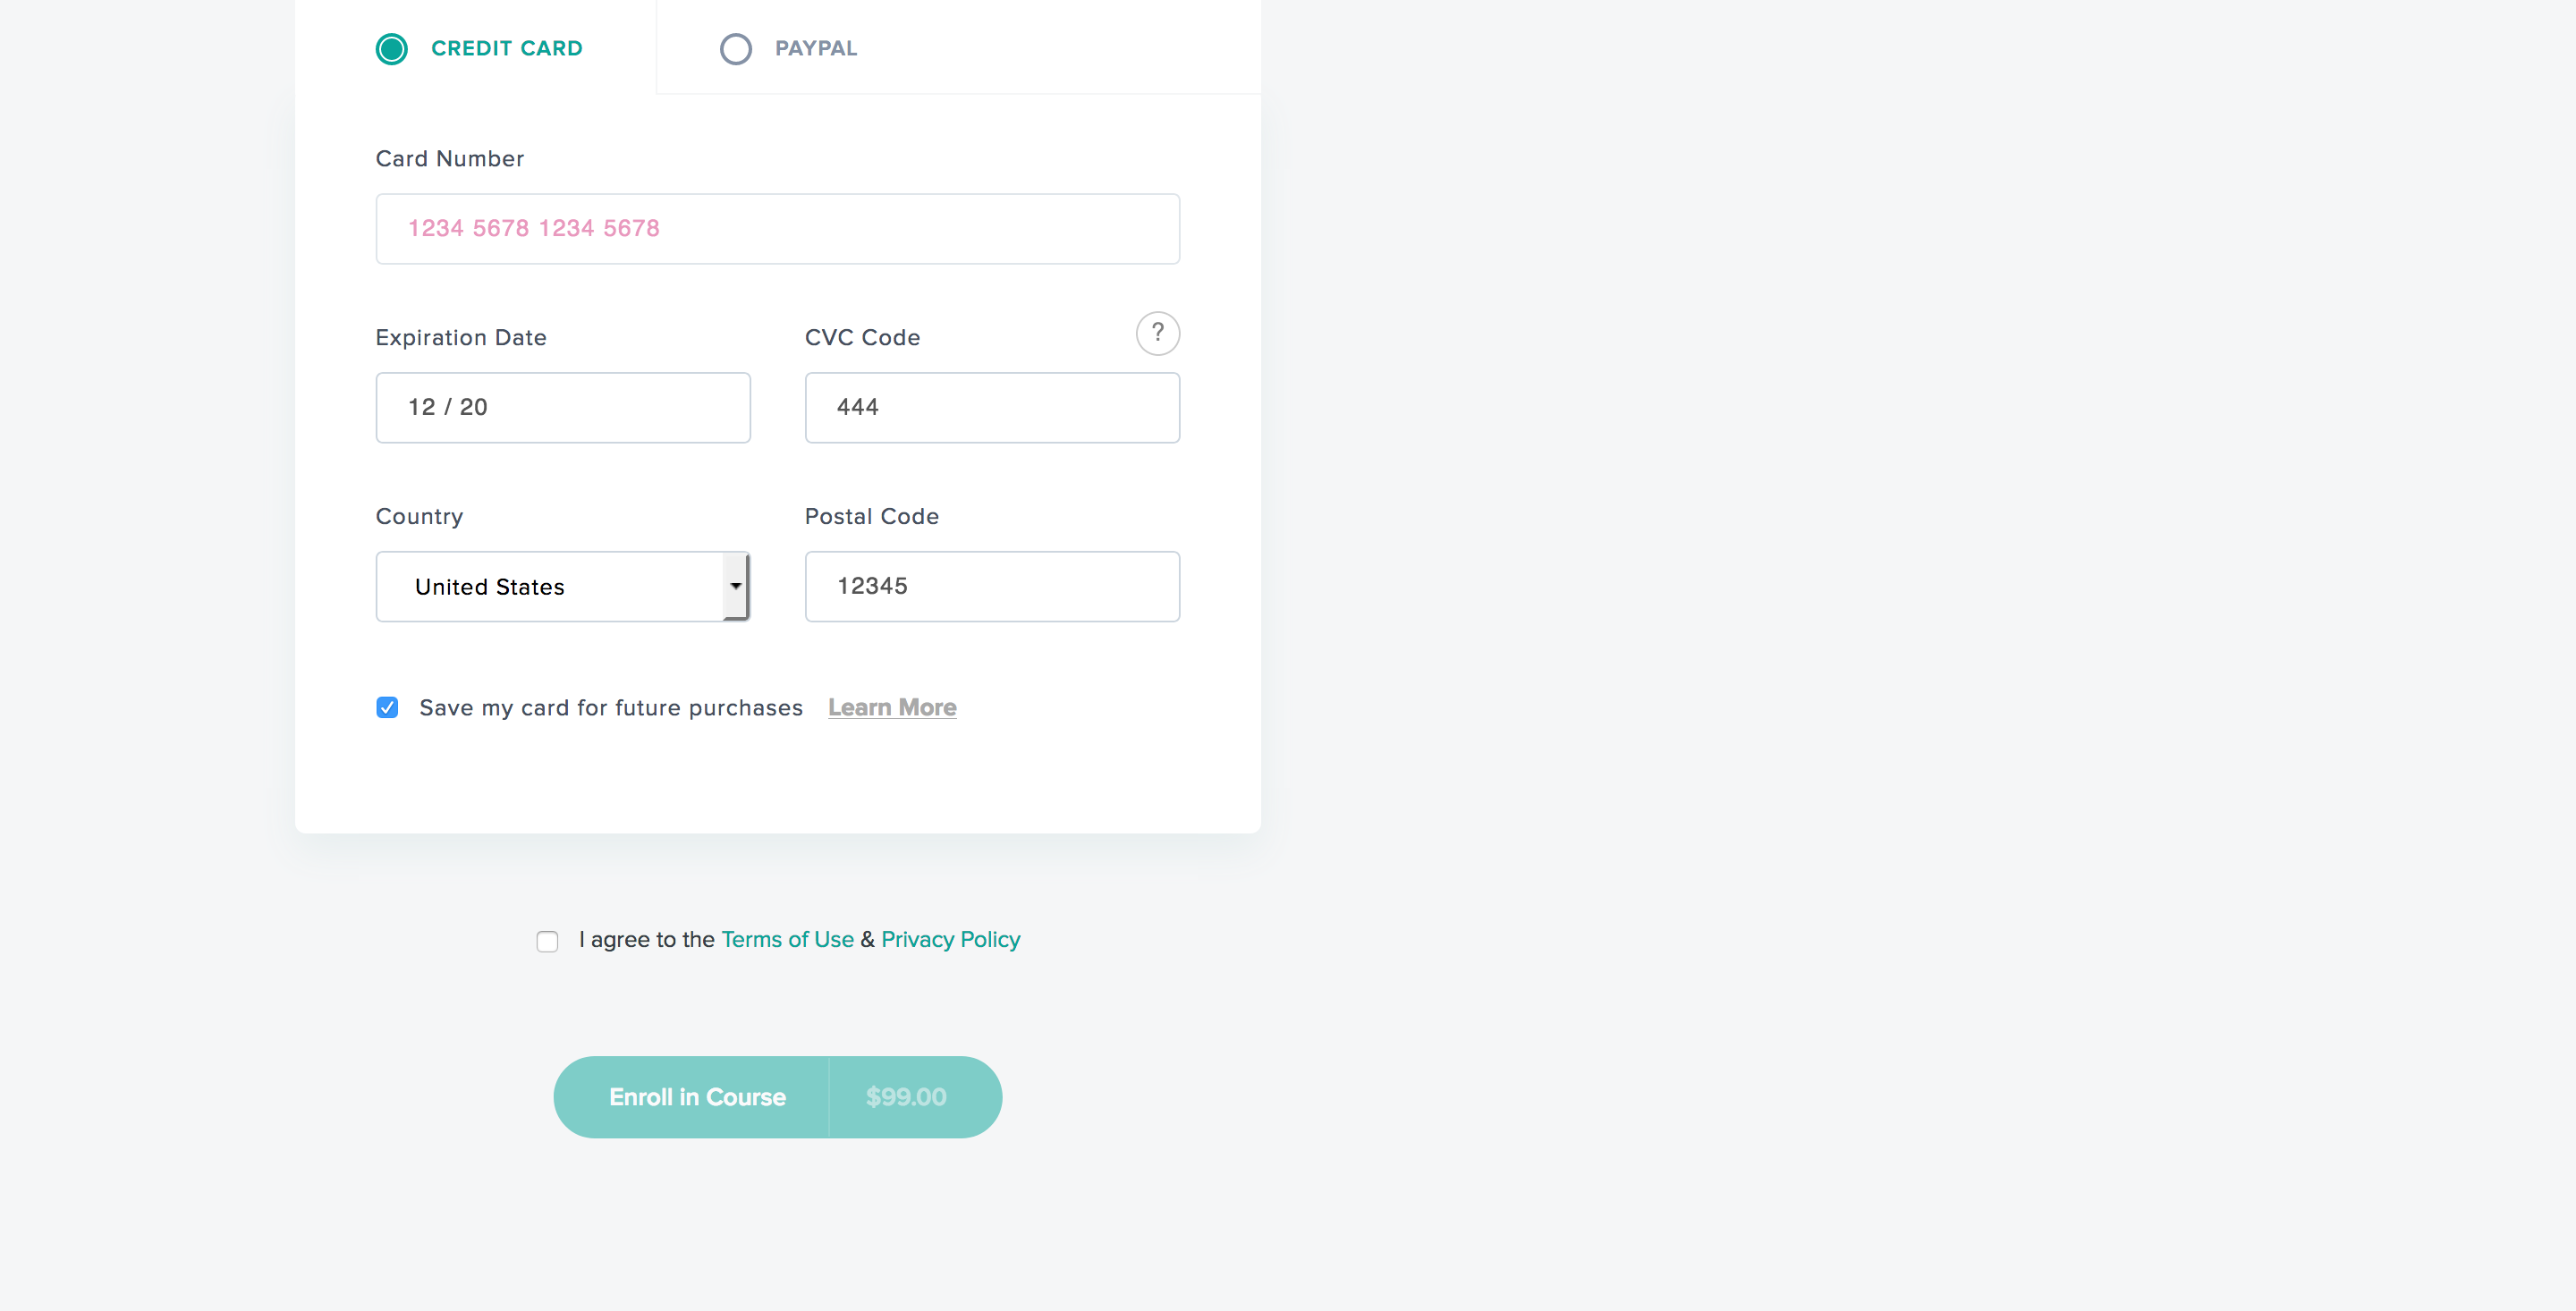 CREDIT CARD PAYPAL
Card Number
1234 5678 1234 5678
Expiration Date CVC Code ?
12 / 20 444
Country Postal Code
United States 12345
Save my card for future purchases Learn More
I agree to the Terms of Use & Privacy Policy
Enroll in Course $99.00